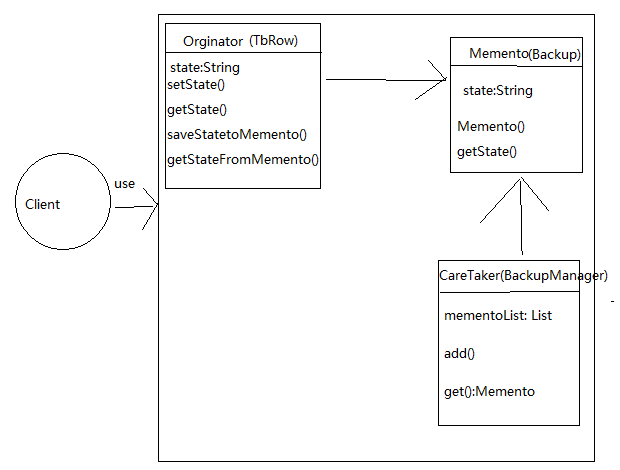 Orginator (TbRow)
state:String
setState()
getState()
saveStatetoMemento()
getStateFromMemento()
Memento(Backup)
state:String
Memento()
getState()
Client
use
CareTaker(BackupManager)
mementoList: List
add()
get():Memento